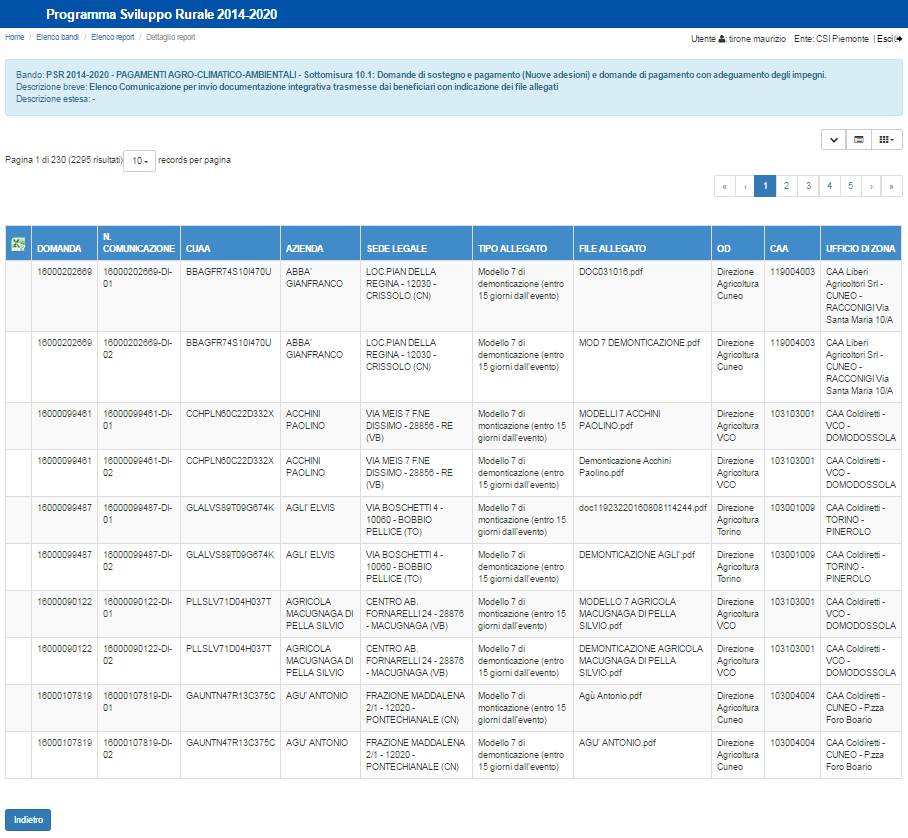 Programma Sviluppo Rurale 2014-2020
Home / Elenco bandi / Elenco report / Dettaglio report
Utente : tirone maurizio Ente: CSI Piemonte | Esci
Bando: PSR 2014-2020 - PAGAMENTI AGRO-CLIMATICO-AMBIENTALI - Sottomisura 10.1: Domande di sostegno e pagamento (Nuove adesioni) e domande di pagamento con adeguamento degli impegni.
Descrizione breve: Elenco Comunicazione per invio documentazione integrativa trasmesse dai beneficiari con indicazione dei file allegati
Descrizione estesa: -
Pagina 1 di 230 (2295 risultati) 10 records per pagina
« ‹ 1 2 3 4 5 › »
DOMANDA
N.
COMUNICAZIONE
CUAA
AZIENDA
SEDE LEGALE
TIPO ALLEGATO
FILE ALLEGATO
OD
CAA
UFFICIO DI ZONA
16000202669
16000202669-DI-
01
BBAGFR74S10I470U
ABBA'
GIANFRANCO
LOC.PIAN DELLA
REGINA - 12030 -
CRISSOLO (CN)
Modello 7 di
demonticazione (entro
15 giorni dall'evento)
DOC031016.pdf
Direzione
Agricoltura
Cuneo
119004003
CAA Liberi
Agricoltori Srl -
CUNEO -
RACCONIGI Via
Santa Maria 10/A
16000202669
16000202669-DI-
02
BBAGFR74S10I470U
ABBA'
GIANFRANCO
LOC.PIAN DELLA
REGINA - 12030 -
CRISSOLO (CN)
Modello 7 di
demonticazione (entro
15 giorni dall'evento)
MOD 7 DEMONTICAZIONE.pdf
Direzione
Agricoltura
Cuneo
119004003
CAA Liberi
Agricoltori Srl -
CUNEO -
RACCONIGI Via
Santa Maria 10/A
16000099461
16000099461-DI-
01
CCHPLN60C22D332X
ACCHINI
PAOLINO
VIA MEIS 7 F.NE
DISSIMO - 28856 - RE
(VB)
Modello 7 di
monticazione (entro 15
giorni dall'evento)
MODELLI 7 ACCHINI
PAOLINO.pdf
Direzione
Agricoltura
VCO
103103001
CAA Coldiretti -
VCO -
DOMODOSSOLA
16000099461
16000099461-DI-
02
CCHPLN60C22D332X
ACCHINI
PAOLINO
VIA MEIS 7 F.NE
DISSIMO - 28856 - RE
(VB)
Modello 7 di
demonticazione (entro
15 giorni dall'evento)
Demonticazione Acchini
Paolino.pdf
Direzione
Agricoltura
VCO
103103001
CAA Coldiretti -
VCO -
DOMODOSSOLA
16000099487
16000099487-DI-
01
GLALVS89T09G674K
AGLI' ELVIS
VIA BOSCHETTI 4 -
10060 - BOBBIO
PELLICE (TO)
Modello 7 di
monticazione (entro 15
giorni dall'evento)
doc11923220160808114244.pdf
Direzione
Agricoltura
Torino
103001009
CAA Coldiretti -
TORINO -
PINEROLO
16000099487
16000099487-DI-
02
GLALVS89T09G674K
AGLI' ELVIS
VIA BOSCHETTI 4 -
10060 - BOBBIO
PELLICE (TO)
Modello 7 di
demonticazione (entro
15 giorni dall'evento)
DEMONTICAZIONE AGLI'.pdf
Direzione
Agricoltura
Torino
103001009
CAA Coldiretti -
TORINO -
PINEROLO
16000090122
16000090122-DI-
01
PLLSLV71D04H037T
AGRICOLA
MACUGNAGA DI
PELLA SILVIO
CENTRO AB.
FORNARELLI 24 - 28876
- MACUGNAGA (VB)
Modello 7 di
monticazione (entro 15
giorni dall'evento)
MODELLO 7 AGRICOLA
MACUGNAGA DI PELLA
SILVIO.pdf
Direzione
Agricoltura
VCO
103103001
CAA Coldiretti -
VCO -
DOMODOSSOLA
16000090122
16000090122-DI-
02
PLLSLV71D04H037T
AGRICOLA
MACUGNAGA DI
PELLA SILVIO
CENTRO AB.
FORNARELLI 24 - 28876
- MACUGNAGA (VB)
Modello 7 di
demonticazione (entro
15 giorni dall'evento)
DEMONTICAZIONE AGRICOLA
MACUGNAGA DI PELLA
SILVIO.pdf
Direzione
Agricoltura
VCO
103103001
CAA Coldiretti -
VCO -
DOMODOSSOLA
16000107819
16000107819-DI-
01
GAUNTN47R13C375C
AGU' ANTONIO
FRAZIONE MADDALENA
2/1 - 12020 -
PONTECHIANALE (CN)
Modello 7 di
monticazione (entro 15
giorni dall'evento)
Agù Antonio.pdf
Direzione
Agricoltura
Cuneo
103004004
CAA Coldiretti -
CUNEO - P.zza
Foro Boario
16000107819
16000107819-DI-
02
GAUNTN47R13C375C
AGU' ANTONIO
FRAZIONE MADDALENA
2/1 - 12020 -
PONTECHIANALE (CN)
Modello 7 di
demonticazione (entro
15 giorni dall'evento)
AGU' ANTONIO.pdf
Direzione
Agricoltura
Cuneo
103004004
CAA Coldiretti -
CUNEO - P.zza
Foro Boario
Indietro